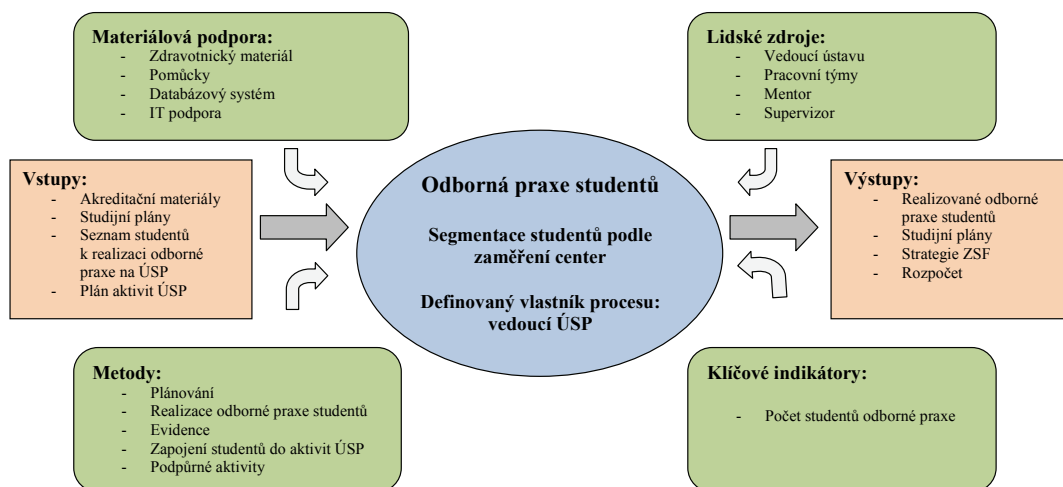 Materiálová podpora:
- Zdravotnický materiál
- Pomůcky
- Databázový systém
- IT podpora
Lidské zdroje:
- Vedoucí ústavu
- Pracovní týmy
- Mentor
- Supervizor
Vstupy:
- Akreditační materiály
- Studijní plány
- Seznam studentů
k realizaci odborné
praxe na ÚSP
- Plán aktivit ÚSP
Odborná praxe studentů
Segmentace studentů podle
zaměření center
Definovaný vlastník procesu:
vedoucí ÚSP
Výstupy:
- Realizované odborné
praxe studentů
- Studijní plány
- Strategie ZSF
- Rozpočet
Metody:
- Plánování
- Realizace odborné praxe studentů
- Evidence
- Zapojení studentů do aktivit ÚSP
- Podpůrné aktivity
Klíčové indikátory:
- Počet studentů odborné praxe